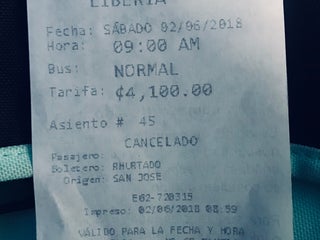 LIBERIA
Fecha: SÁBADO 02/06/2018
Hora: 09:00 AM
Bus: NORMAL
Tarifa: ₡4,100.00
Asiento # 45
CANCELADO
Pasajero:
Boletero: RHURTADO
Origen: SAN JOSE
E62-720315
Impreso: 02/06/2018 08:59
VÁLIDO PARA LA FECHA Y HORA